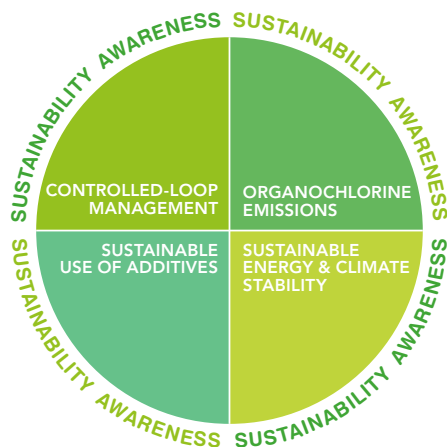 SUSTAINABILITY AWARENESS
SUSTAINABILITY AWARENESS
CONTROLLED-LOOP
MANAGEMENT
ORGANOCHLORINE
EMISSIONS
SUSTAINABLE
USE OF ADDITIVES
SUSTAINABLE
ENERGY & CLIMATE
STABILITY
SUSTAINABILITY AWARENESS
SUSTAINABILITY AWARENESS